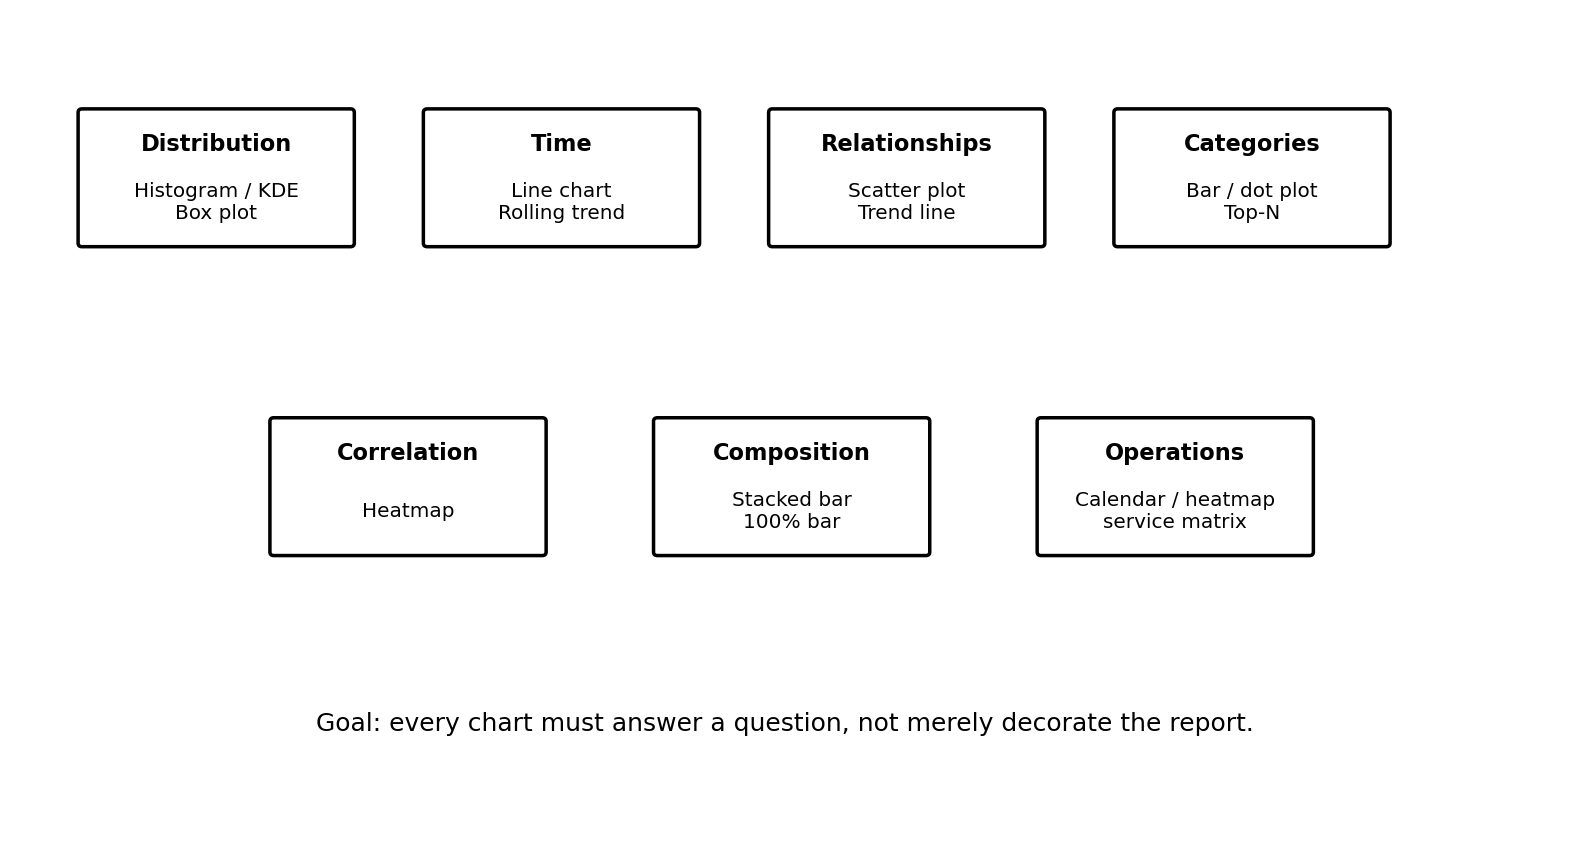 Distribution
Histogram / KDE
Box plot
Time
Line chart
Rolling trend
Relationships
Scatter plot
Trend line
Categories
Bar / dot plot
Top-N
Correlation
Heatmap
Composition
Stacked bar
100% bar
Operations
Calendar / heatmap
service matrix
Goal: every chart must answer a question, not merely decorate the report.